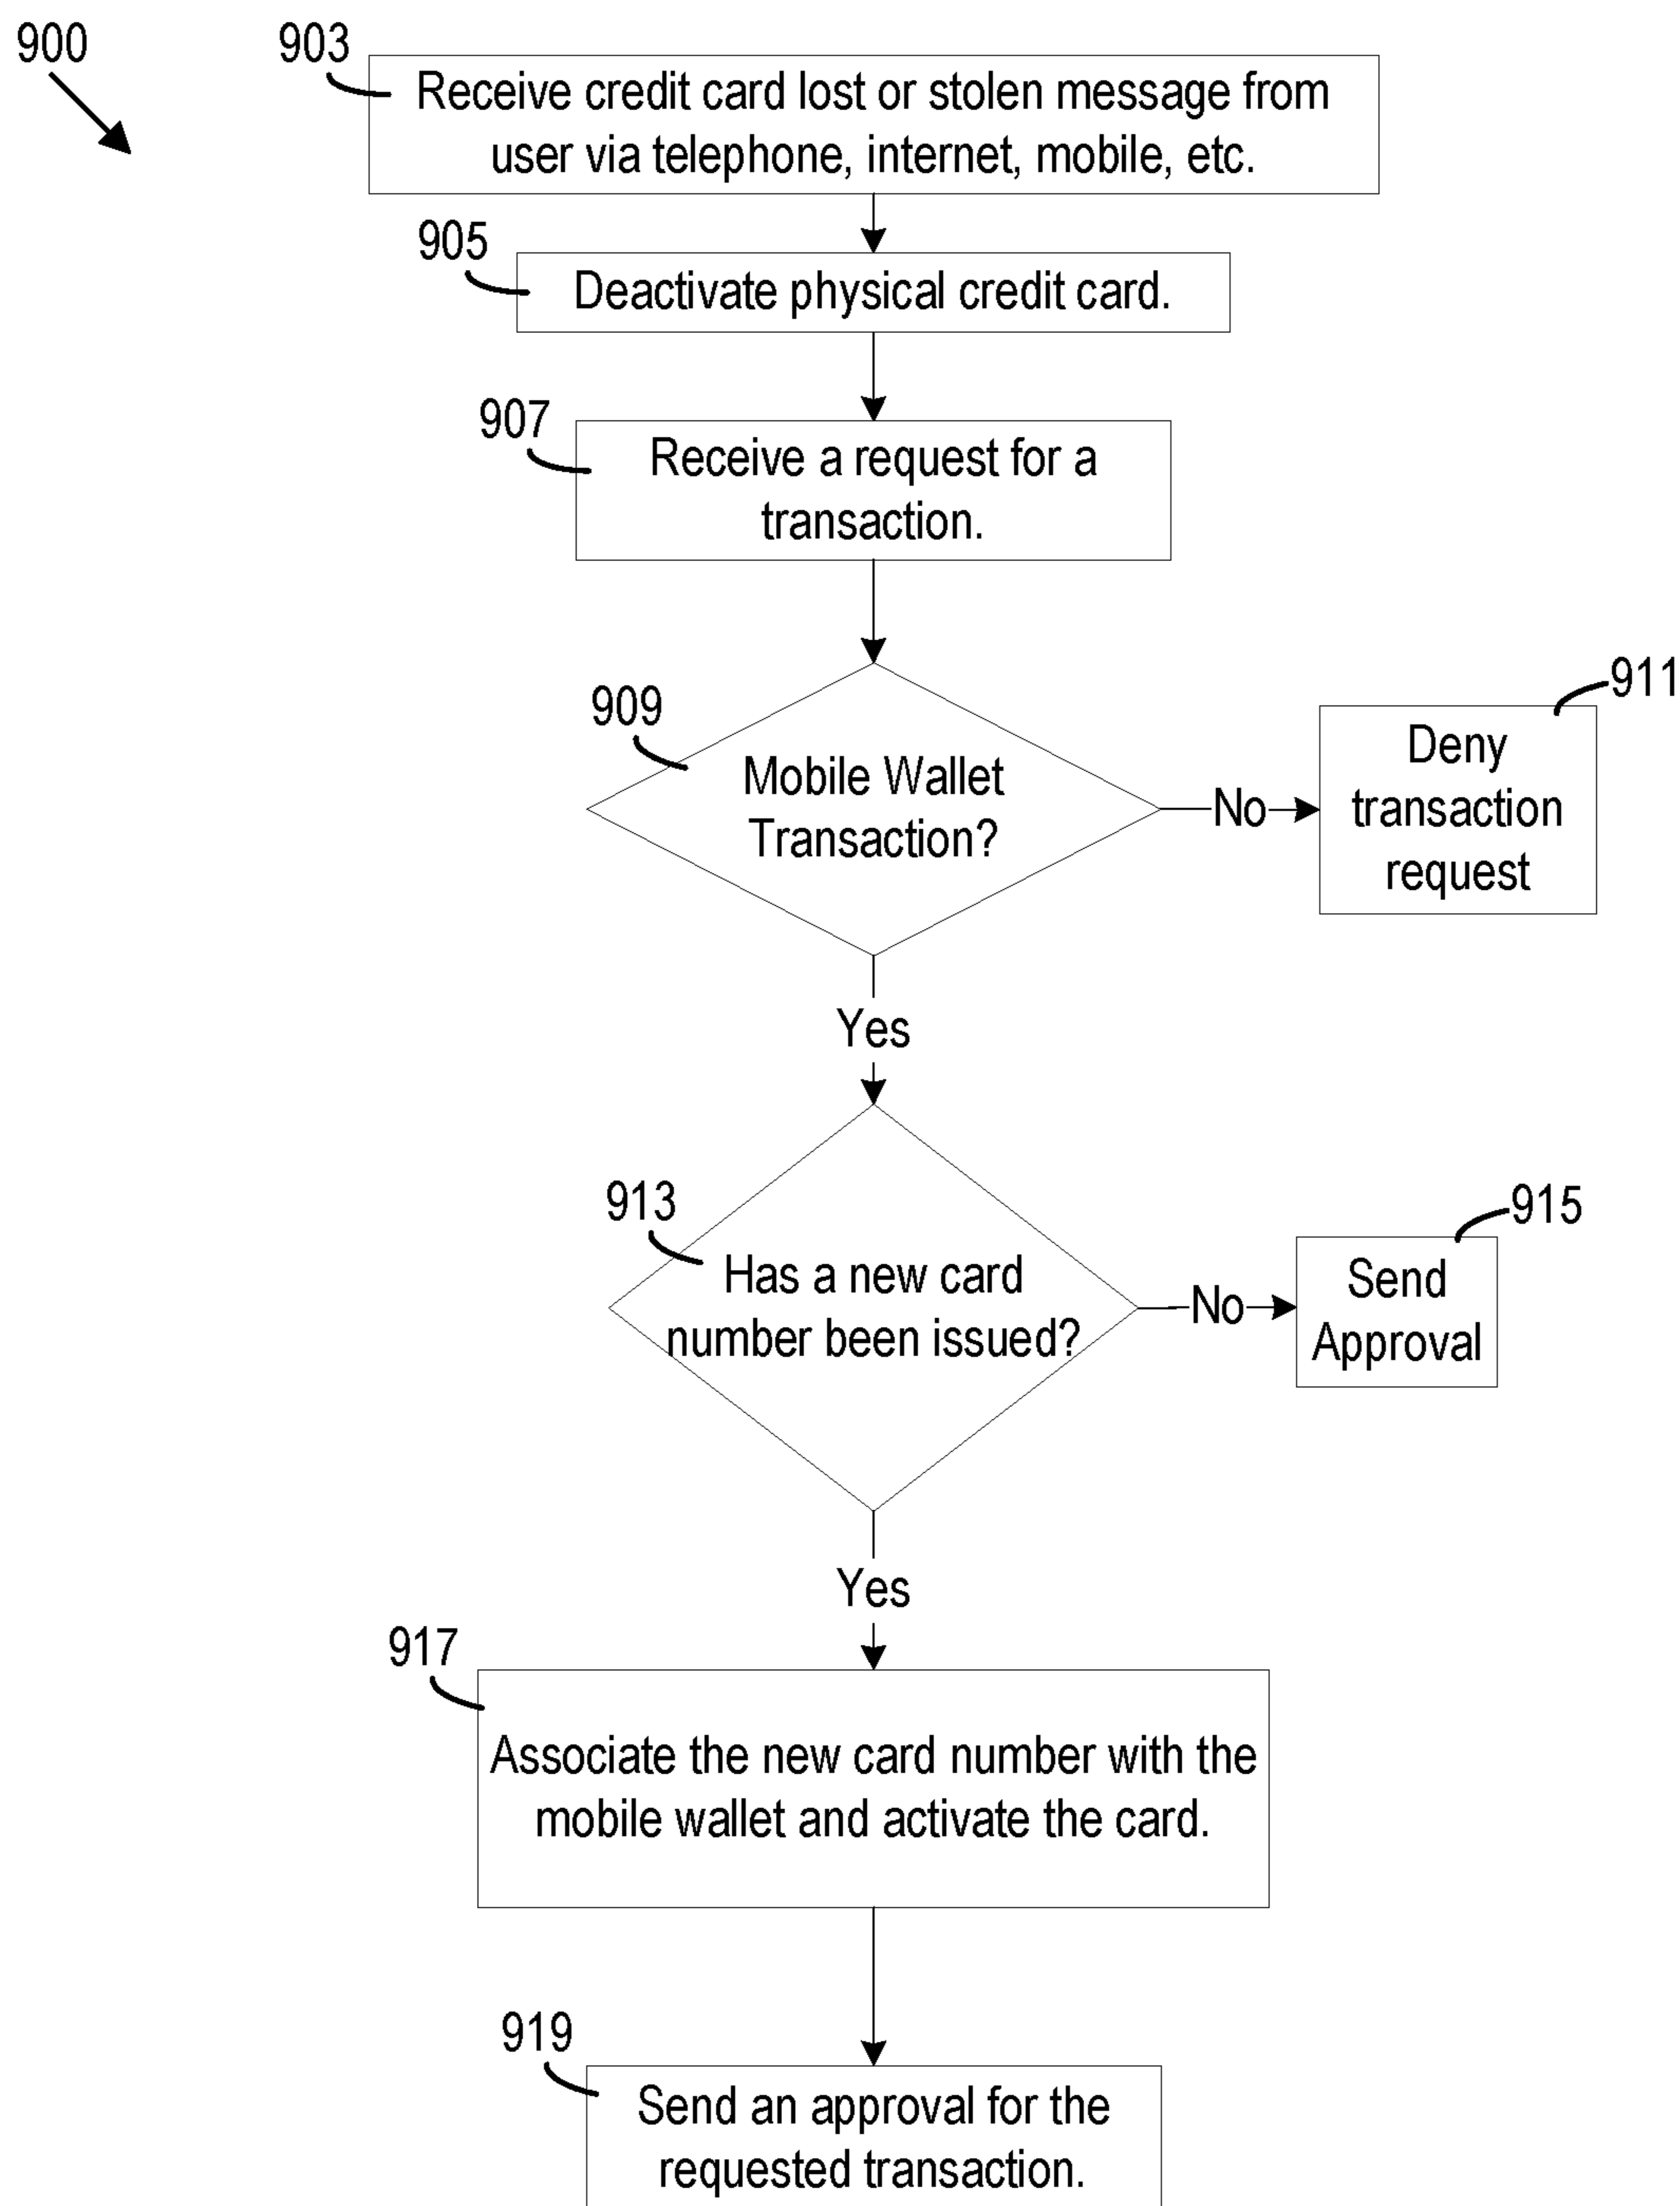 900
903
Receive credit card lost or stolen message from
user via telephone, internet, mobile, etc.
905
Deactivate physical credit card.
907
Receive a request for a
transaction.
909
Mobile Wallet
Transaction?
No
911
Deny
transaction
request
Yes
913
Has a new card
number been issued?
No
915
Send
Approval
Yes
917
Associate the new card number with the
mobile wallet and activate the card.
919
Send an approval for the
requested transaction.